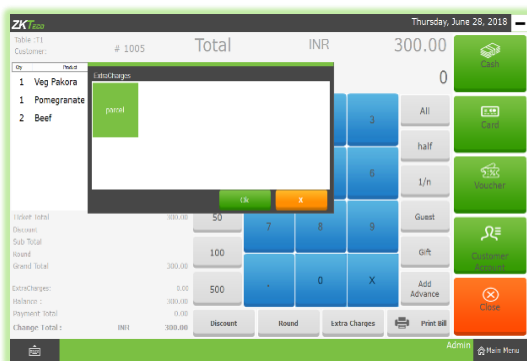 ZKTeco
Thursday, June 28, 2018
Table :T1
Customer:
# 1005
Total INR 300.00
0
Qty Product
1 Veg Pakora
1 Pomegranate
2 Beef
ExtraCharges
parcel
Ok X
3
6
50 7 8 9
100
500 . 0 X
All
half
1/n
Guest
Gift
Add
Advance
Discount Round Extra Charges Print Bill
Ticket Total 300.00
Discount
Sub Total
Round
Grand Total 300.00
ExtraCharges: 0.00
Balance : 300.00
Payment Total 0.00
Change Total : INR 300.00
Cash
Card
Voucher
Customer
Account
Close
Admin
Main Menu